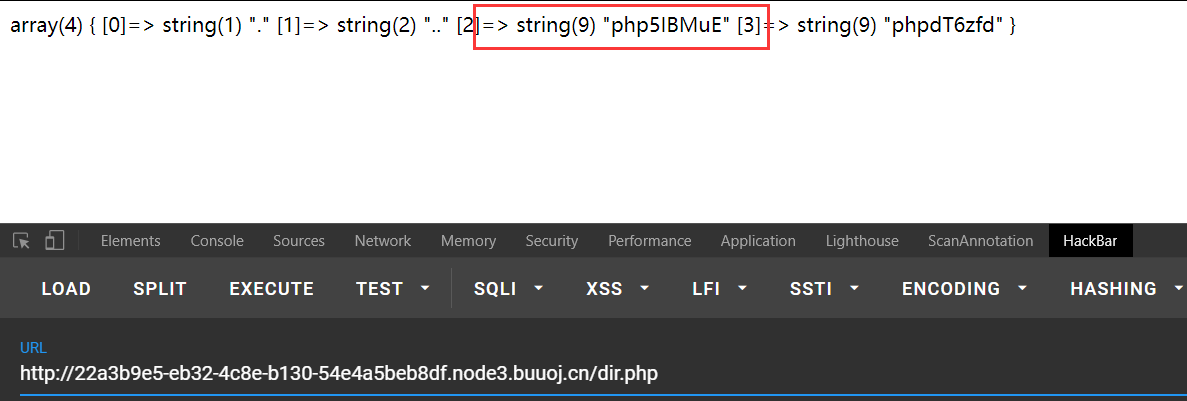 array(4) { [0]=> string(1) "." [1]=> string(2) ".." [2]=> string(9) "php5IBMuE" [3]=> string(9) "phpdT6zfd" }
Elements Console Sources Network Memory Security Performance Application Lighthouse ScanAnnotation HackBar
LOAD SPLIT EXECUTE TEST SQLI XSS LFI SSTI ENCODING HASHING
URL
http://22a3b9e5-eb32-4c8e-b130-54e4a5beb8df.node3.buuoj.cn/dir.php